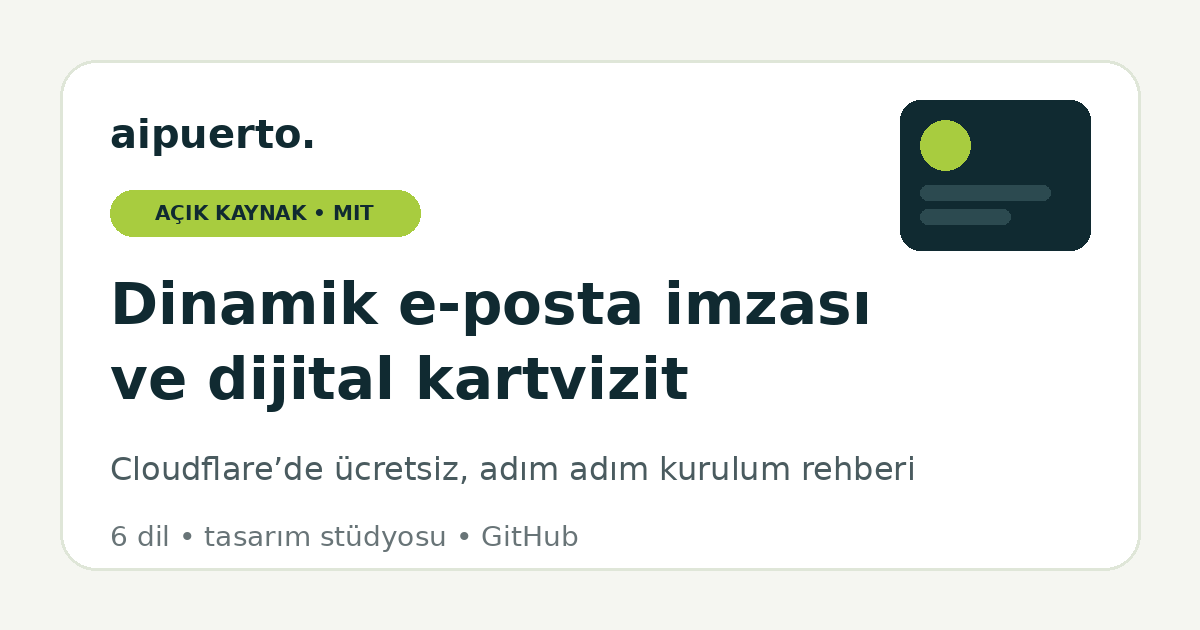 aipuerto.
AÇIK KAYNAK • MIT
Dinamik e-posta imzası
ve dijital kartvizit
Cloudflare’de ücretsiz, adım adım kurulum rehberi
6 dil • tasarım stüdyosu • GitHub